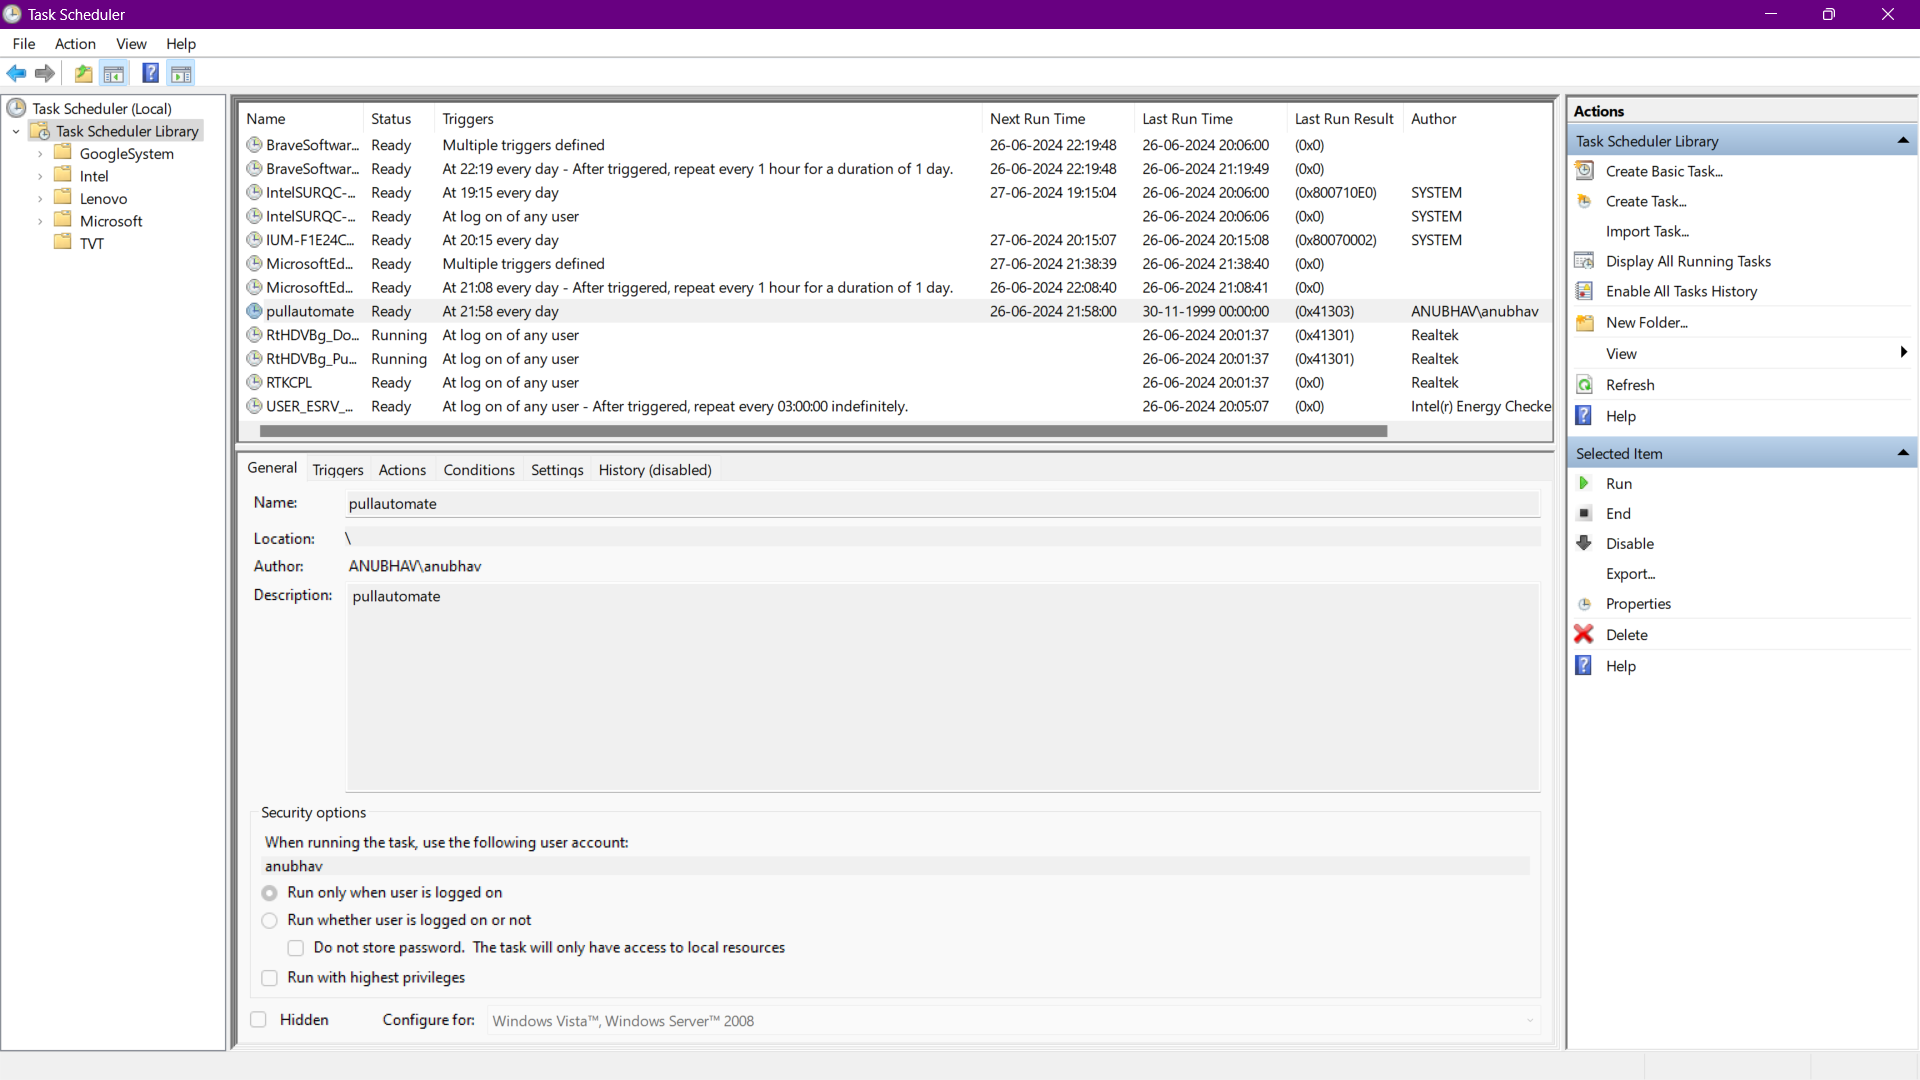 Task Scheduler
File Action View Help
Task Scheduler (Local)
Task Scheduler Library
GoogleSystem
Intel
Lenovo
Microsoft
TVT
Name Status Triggers Next Run Time Last Run Time Last Run Result Author
BraveSoftwar... Ready Multiple triggers defined 26-06-2024 22:19:48 26-06-2024 20:06:00 (0x0)
BraveSoftwar... Ready At 22:19 every day - After triggered, repeat every 1 hour for a duration of 1 day. 26-06-2024 22:19:48 26-06-2024 21:19:49 (0x0)
IntelSURQC-... Ready At 19:15 every day 27-06-2024 19:15:04 26-06-2024 20:06:00 (0x800710E0) SYSTEM
IntelSURQC-... Ready At log on of any user 26-06-2024 20:06:06 (0x0) SYSTEM
IUM-F1E24C... Ready At 20:15 every day 27-06-2024 20:15:07 26-06-2024 20:15:08 (0x80070002) SYSTEM
MicrosoftEd... Ready Multiple triggers defined 27-06-2024 21:38:39 26-06-2024 21:38:40 (0x0)
MicrosoftEd... Ready At 21:08 every day - After triggered, repeat every 1 hour for a duration of 1 day. 26-06-2024 22:08:40 26-06-2024 21:08:41 (0x0)
pullautomate Ready At 21:58 every day 26-06-2024 21:58:00 30-11-1999 00:00:00 (0x41303) ANUBHAV\anubhav
RtHDVBg_Do... Running At log on of any user 26-06-2024 20:01:37 (0x41301) Realtek
RtHDVBg_Pu... Running At log on of any user 26-06-2024 20:01:37 (0x41301) Realtek
RTKCPL Ready At log on of any user 26-06-2024 20:01:37 (0x0) Realtek
USER_ESRV_... Ready At log on of any user - After triggered, repeat every 03:00:00 indefinitely. 26-06-2024 20:05:07 (0x0) Intel(r) Energy Checke
General Triggers Actions Conditions Settings History (disabled)
Name: pullautomate
Location: \
Author: ANUBHAV\anubhav
Description: pullautomate
Security options
When running the task, use the following user account:
anubhav
Run only when user is logged on
Run whether user is logged on or not
Do not store password. The task will only have access to local resources
Run with highest privileges
Hidden Configure for: Windows Vista™, Windows Server™ 2008
Actions
Task Scheduler Library
Create Basic Task...
Create Task...
Import Task...
Display All Running Tasks
Enable All Tasks History
New Folder...
View
Refresh
Help
Selected Item
Run
End
Disable
Export...
Properties
Delete
Help